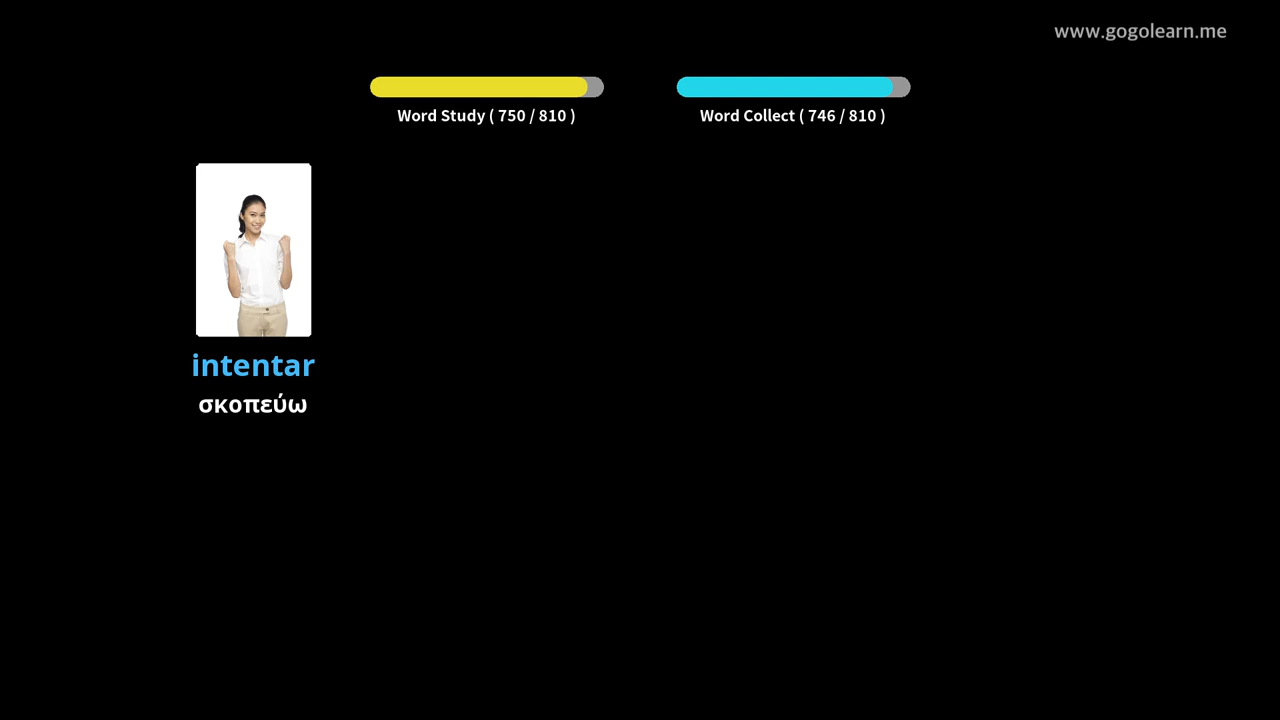 www.gogolearn.me
Word Study ( 750 / 810 )
Word Collect ( 746 / 810 )
intentar
σκοπεύω